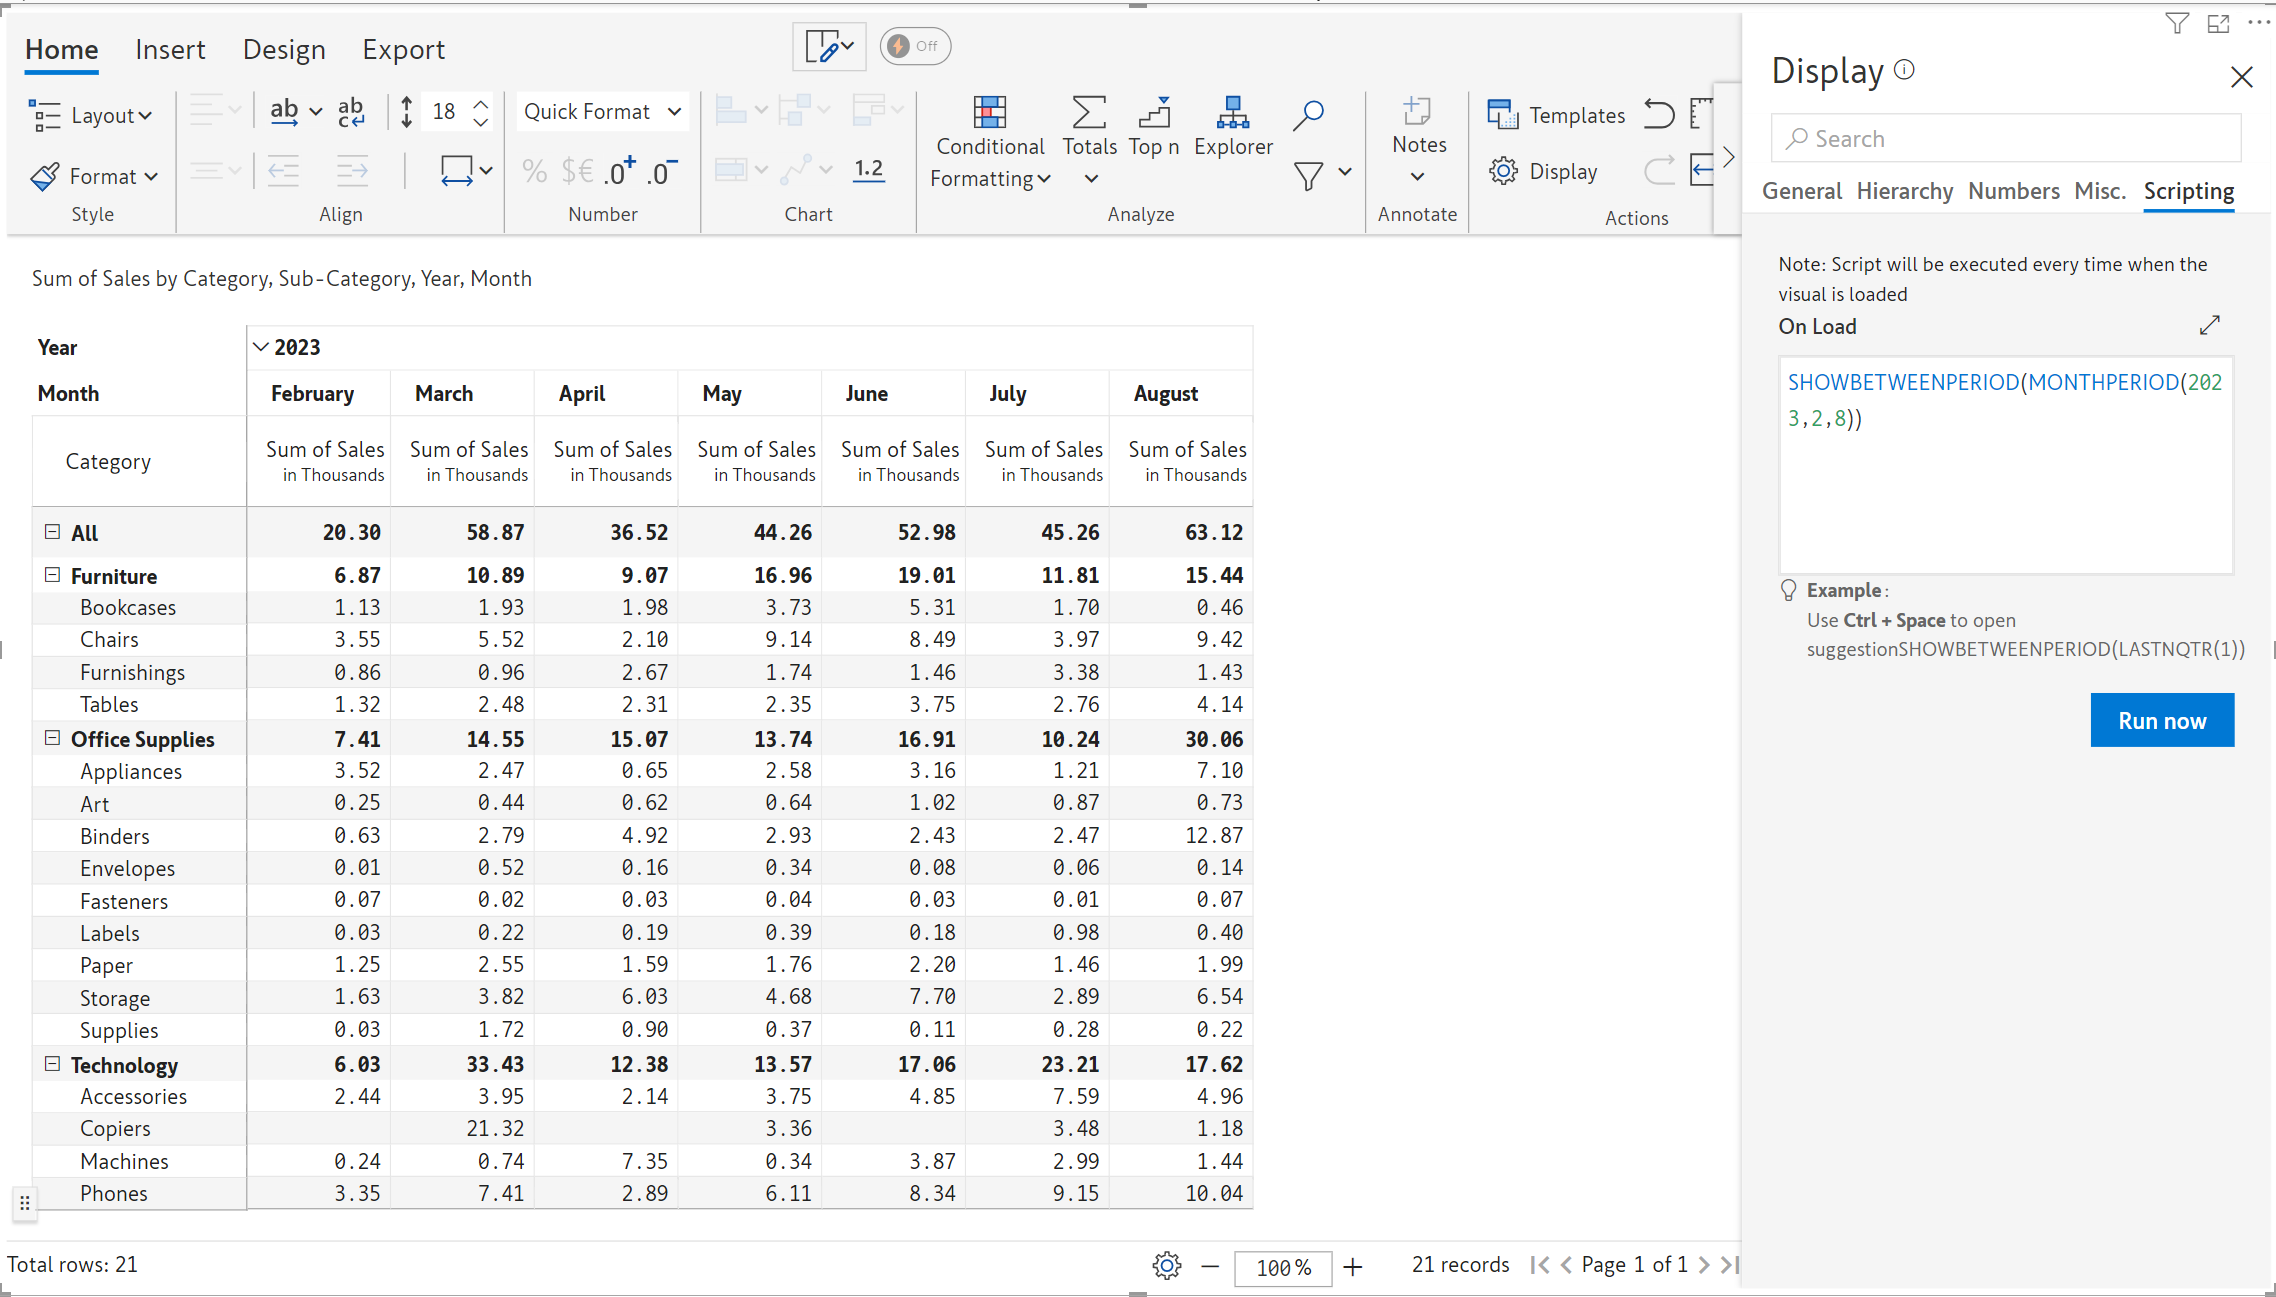 Home Insert Design Export
Off
Layout
ab
ab
c
18
Quick Format
Format
% $€ .0+ .0-
1.2
Conditional
Formatting
Totals
Top n
Explorer
Notes
Templates
Display
Style
Align
Number
Chart
Analyze
Annotate
Actions
Sum of Sales by Category, Sub-Category, Year, Month
Year 2023
Month February March April May June July August
Category Sum of Sales Sum of Sales Sum of Sales Sum of Sales Sum of Sales Sum of Sales Sum of Sales
in Thousands in Thousands in Thousands in Thousands in Thousands in Thousands in Thousands
All 20.30 58.87 36.52 44.26 52.98 45.26 63.12
Furniture 6.87 10.89 9.07 16.96 19.01 11.81 15.44
Bookcases 1.13 1.93 1.98 3.73 5.31 1.70 0.46
Chairs 3.55 5.52 2.10 9.14 8.49 3.97 9.42
Furnishings 0.86 0.96 2.67 1.74 1.46 3.38 1.43
Tables 1.32 2.48 2.31 2.35 3.75 2.76 4.14
Office Supplies 7.41 14.55 15.07 13.74 16.91 10.24 30.06
Appliances 3.52 2.47 0.65 2.58 3.16 1.21 7.10
Art 0.25 0.44 0.62 0.64 1.02 0.87 0.73
Binders 0.63 2.79 4.92 2.93 2.43 2.47 12.87
Envelopes 0.01 0.52 0.16 0.34 0.08 0.06 0.14
Fasteners 0.07 0.02 0.03 0.04 0.03 0.01 0.07
Labels 0.03 0.22 0.19 0.39 0.18 0.98 0.40
Paper 1.25 2.55 1.59 1.76 2.20 1.46 1.99
Storage 1.63 3.82 6.03 4.68 7.70 2.89 6.54
Supplies 0.03 1.72 0.90 0.37 0.11 0.28 0.22
Technology 6.03 33.43 12.38 13.57 17.06 23.21 17.62
Accessories 2.44 3.95 2.14 3.75 4.85 7.59 4.96
Copiers 21.32 3.36 3.48 1.18
Machines 0.24 0.74 7.35 0.34 3.87 2.99 1.44
Phones 3.35 7.41 2.89 6.11 8.34 9.15 10.04
Total rows: 21
100%
21 records
Page 1 of 1
Display
Search
General Hierarchy Numbers Misc. Scripting
Note: Script will be executed every time when the
visual is loaded
On Load
SHOWBETWEENPERIOD(MONTHPERIOD(202
3,2,8))
Example:
Use Ctrl + Space to open
suggestionSHOWBETWEENPERIOD(LASTNQTR(1))
Run now